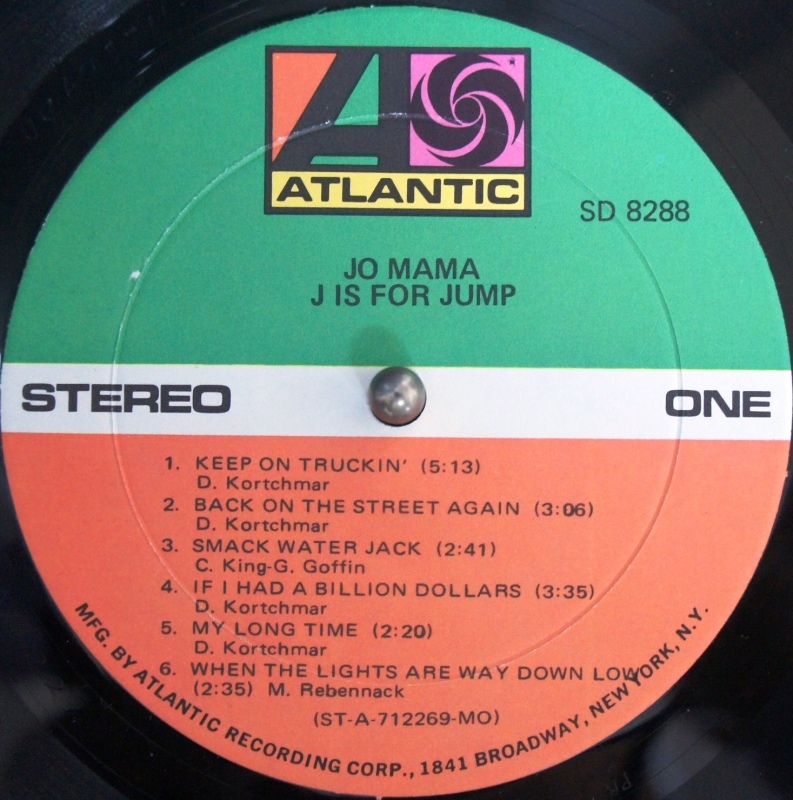 ATLANTIC
SD 8288
JO MAMA
J IS FOR JUMP
STEREO
ONE
1. KEEP ON TRUCKIN' (5:13)
D. Kortchmar
2. BACK ON THE STREET AGAIN (3:06)
D. Kortchmar
3. SMACK WATER JACK (2:41)
C. King-G. Goffin
4. IF I HAD A BILLION DOLLARS (3:35)
D. Kortchmar
5. MY LONG TIME (2:20)
D. Kortchmar
6. WHEN THE LIGHTS ARE WAY DOWN LOW
(2:35) M. Rebennack
(ST-A-712269-MO)
MFG. BY ATLANTIC RECORDING CORP., 1841 BROADWAY, NEW YORK, N.Y.